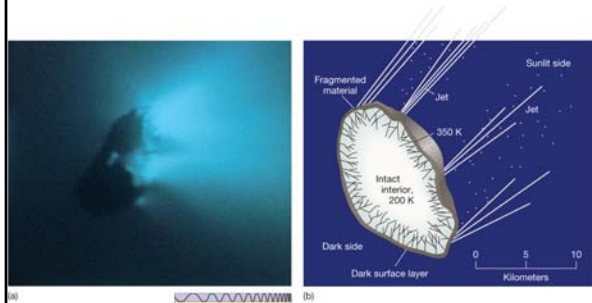 Fragmented
material
Jet
Sunlit side
Jet
350 K
Intact
interior,
200 K
Dark side
Dark surface layer
0 5 10
Kilometers
(a)
(b)